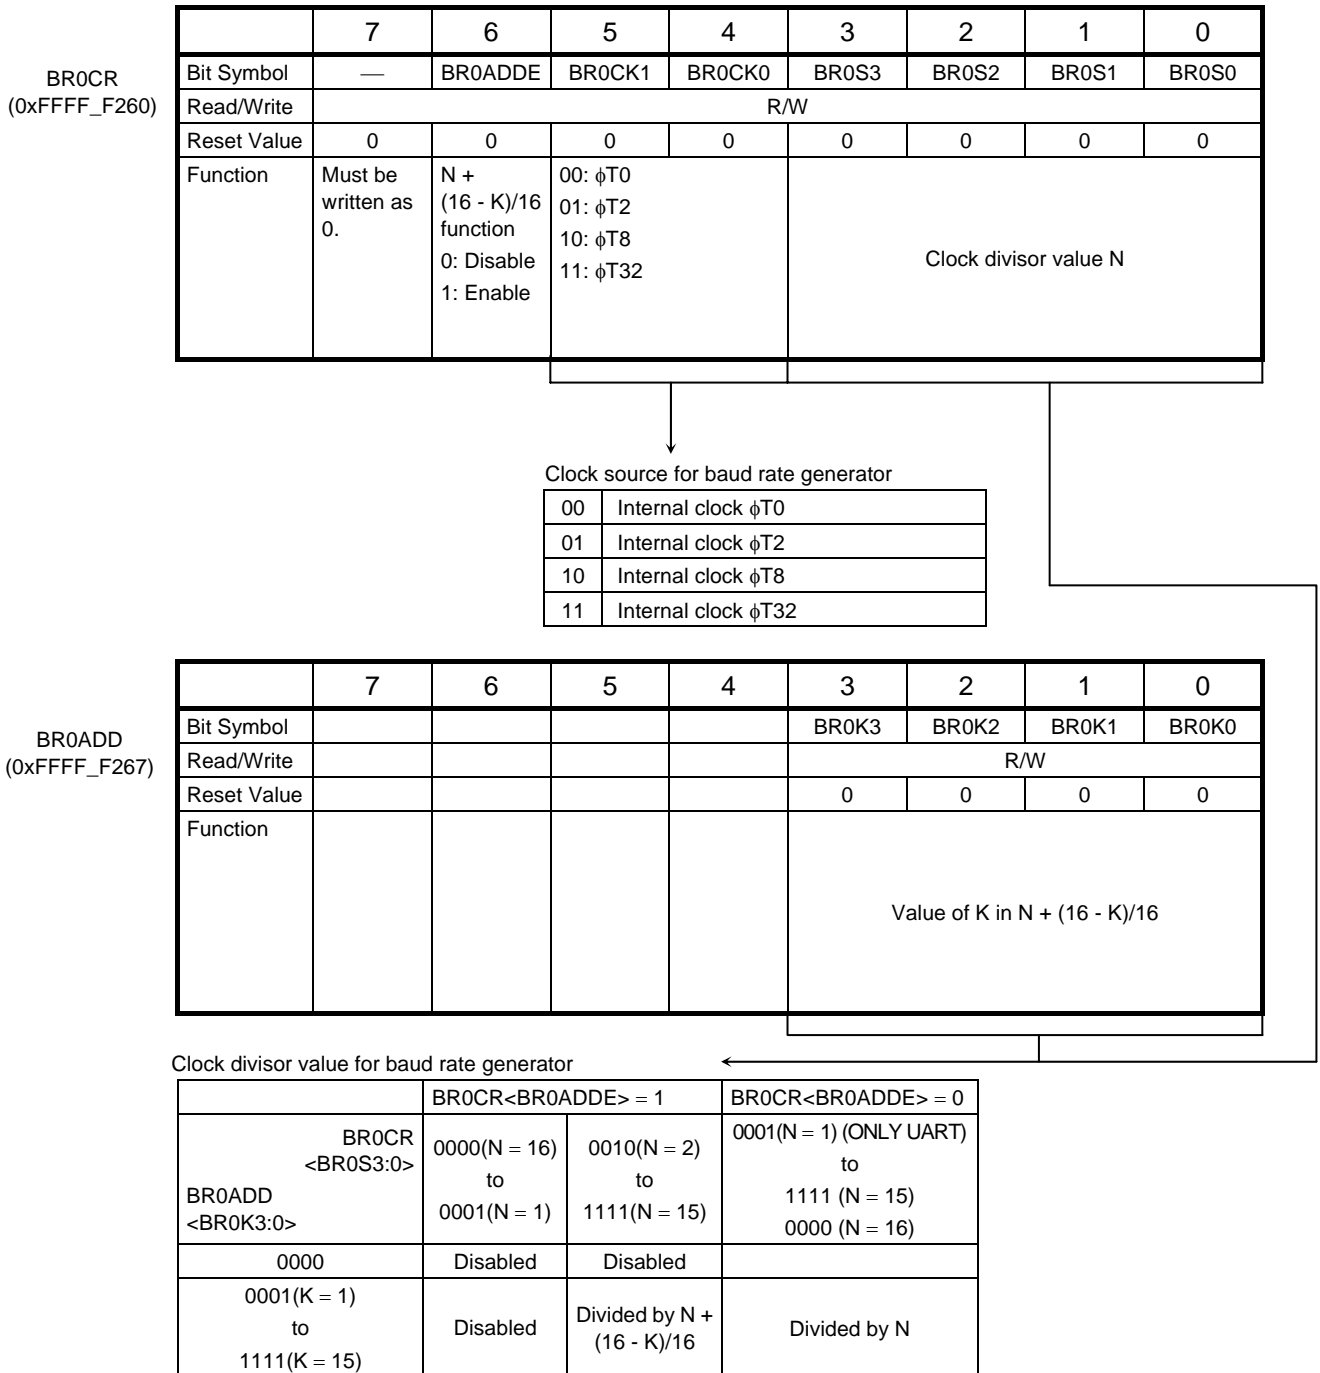 7 6 5 4 3 2 1 0
BR0CR
(0xFFFF_F260)
Bit Symbol — BR0ADDE BR0CK1 BR0CK0 BR0S3 BR0S2 BR0S1 BR0S0
Read/Write R/W
Reset Value 0 0 0 0 0 0 0 0
Function
Must be
written as
0.
N +
(16 - K)/16
function
0: Disable
1: Enable
00: ϕT0
01: ϕT2
10: ϕT8
11: ϕT32
Clock divisor value N
Clock source for baud rate generator
00 Internal clock ϕT0
01 Internal clock ϕT2
10 Internal clock ϕT8
11 Internal clock ϕT32
7 6 5 4 3 2 1 0
BR0ADD
(0xFFFF_F267)
Bit Symbol BR0K3 BR0K2 BR0K1 BR0K0
Read/Write R/W
Reset Value 0 0 0 0
Function
Value of K in N + (16 - K)/16
Clock divisor value for baud rate generator
BR0CR<BR0ADDE> = 1 BR0CR<BR0ADDE> = 0
BR0CR
<BR0S3:0>
BR0ADD
<BR0K3:0>
0000(N = 16)
to
0001(N = 1)
0010(N = 2)
to
1111(N = 15)
0001(N = 1) (ONLY UART)
to
1111 (N = 15)
0000 (N = 16)
0000 Disabled Disabled
0001(K = 1)
to
1111(K = 15)
Disabled
Divided by N +
(16 - K)/16
Divided by N